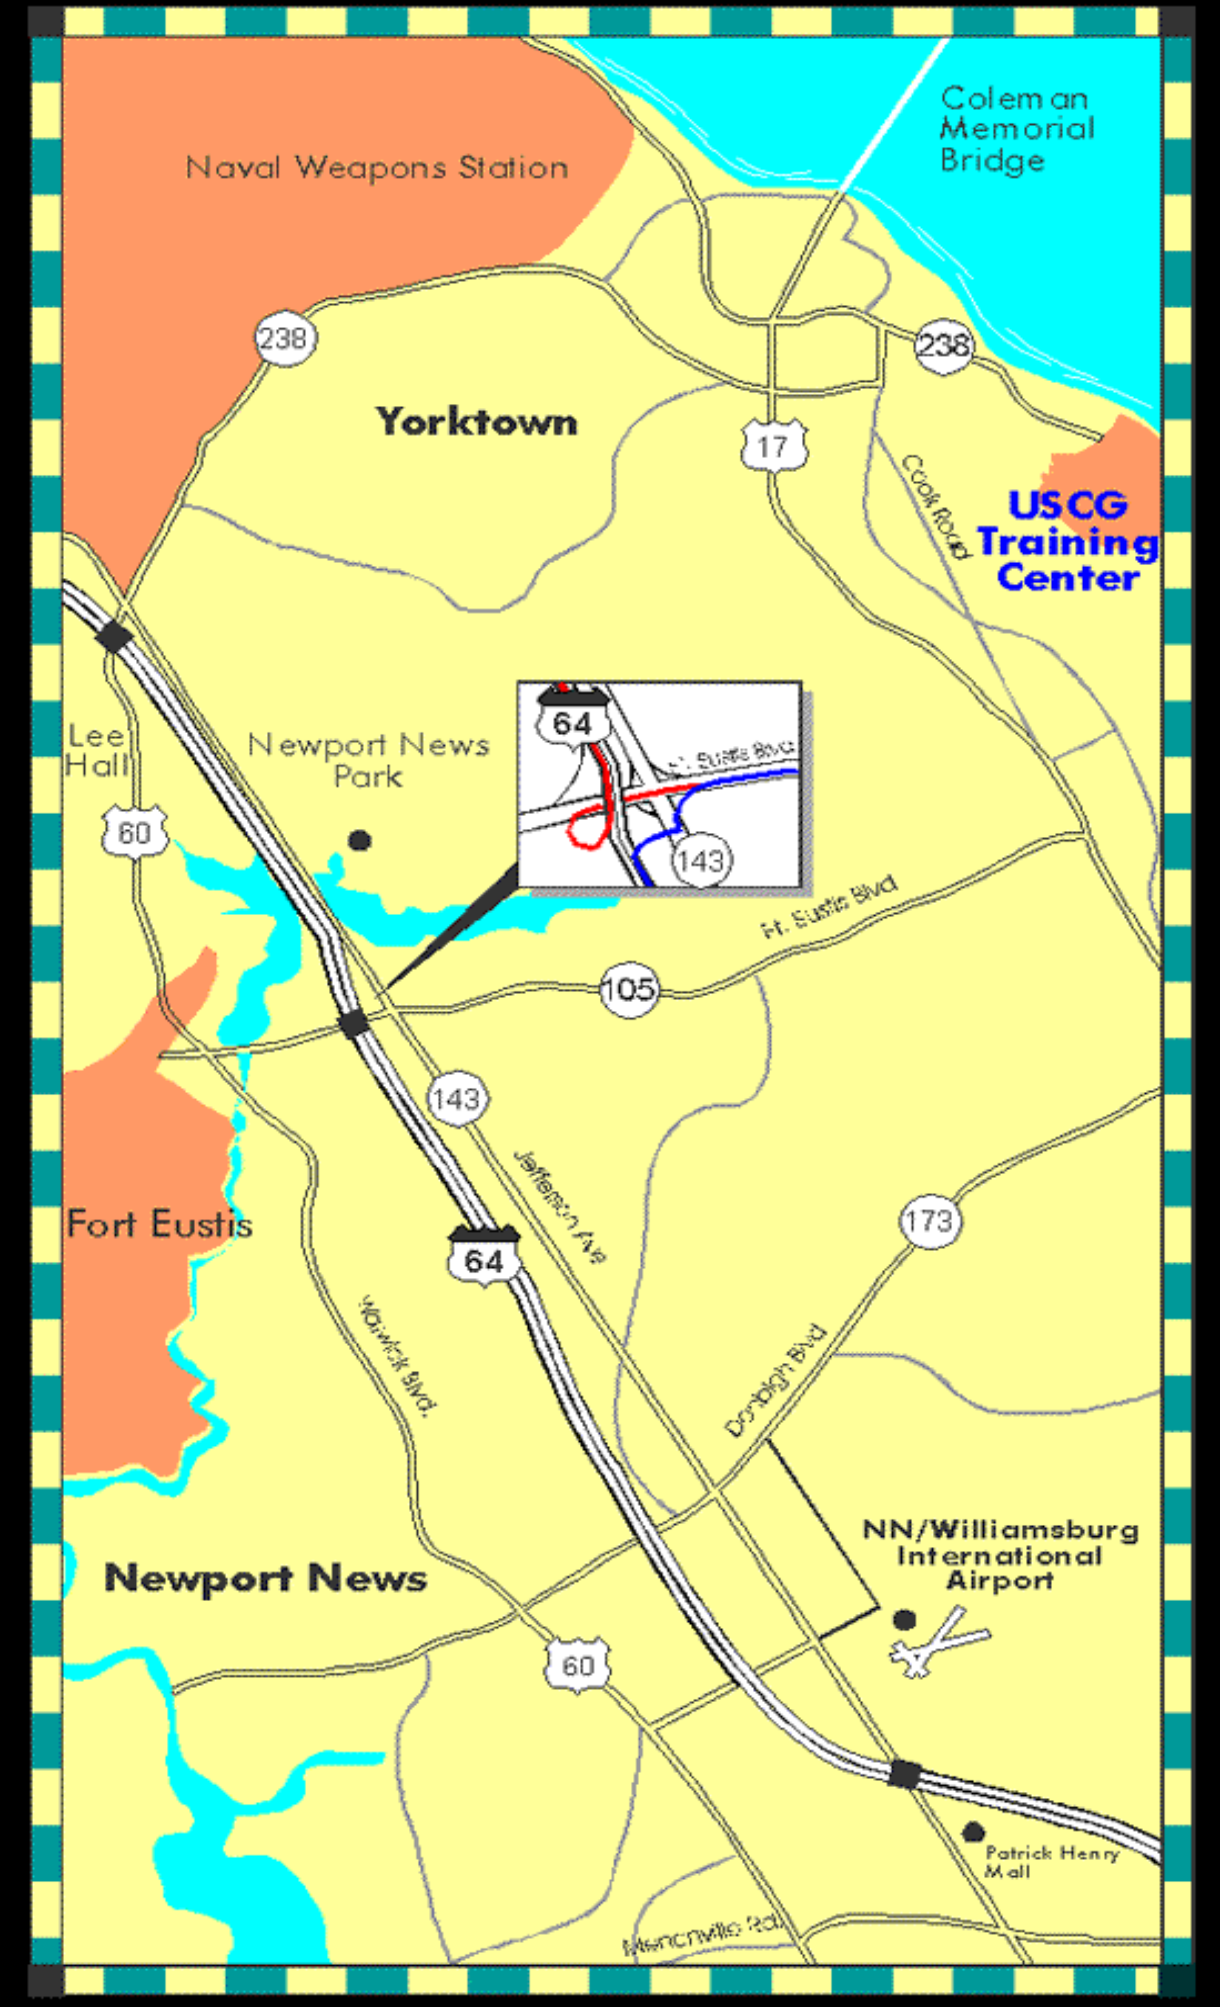 Coleman
Memorial
Bridge
Naval Weapons Station
238
238
Yorktown
17
Cook Road
USCG
Training
Center
64
Ft. Eustis Blvd
143
Lee
Hall
Newport News
Park
60
Ft. Eustis Blvd
105
143
Jefferson Ave
Fort Eustis
173
64
Warwick Blvd.
Denbigh Blvd
NN/Williamsburg
International
Airport
Newport News
60
Patrick Henry
Mall
Rd.